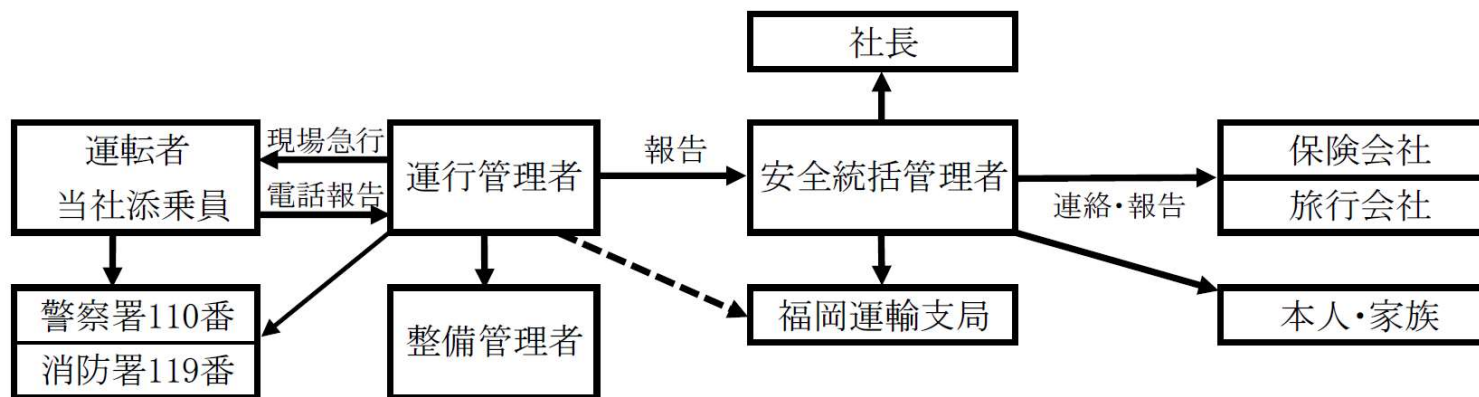 社長
運転者
当社添乗員
現場急行
電話報告
運行管理者
報告
安全統括管理者
連絡・報告
保険会社
旅行会社
警察署110番
消防署119番
整備管理者
福岡運輸支局
本人・家族